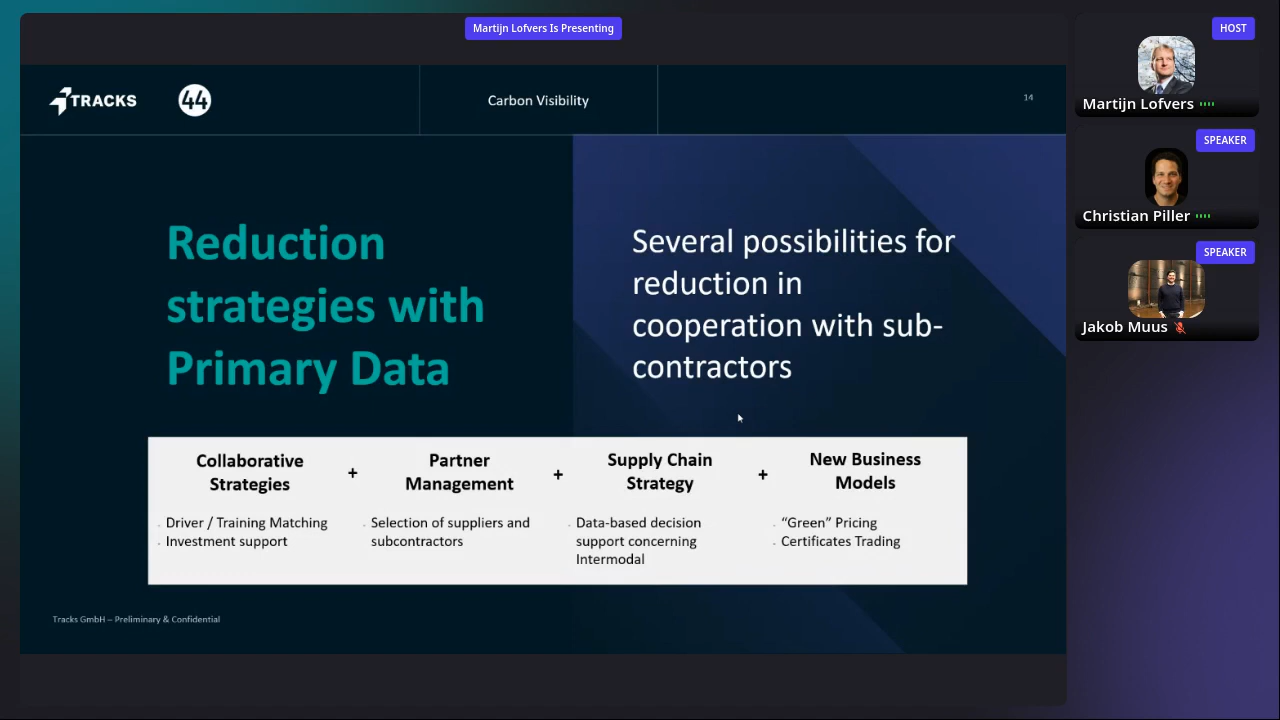 Martijn Lofvers Is Presenting
TRACKS
44
Carbon Visibility
14
Reduction
strategies with
Primary Data
Several possibilities for
reduction in
cooperation with sub-
contractors
Collaborative
Strategies
Driver / Training Matching
Investment support
+
Partner
Management
Selection of suppliers and
subcontractors
+
Supply Chain
Strategy
Data-based decision
support concerning
Intermodal
+
New Business
Models
“Green” Pricing
Certificates Trading
Tracks GmbH – Preliminary & Confidential
HOST
Martijn Lofvers
SPEAKER
Christian Piller
SPEAKER
Jakob Muus